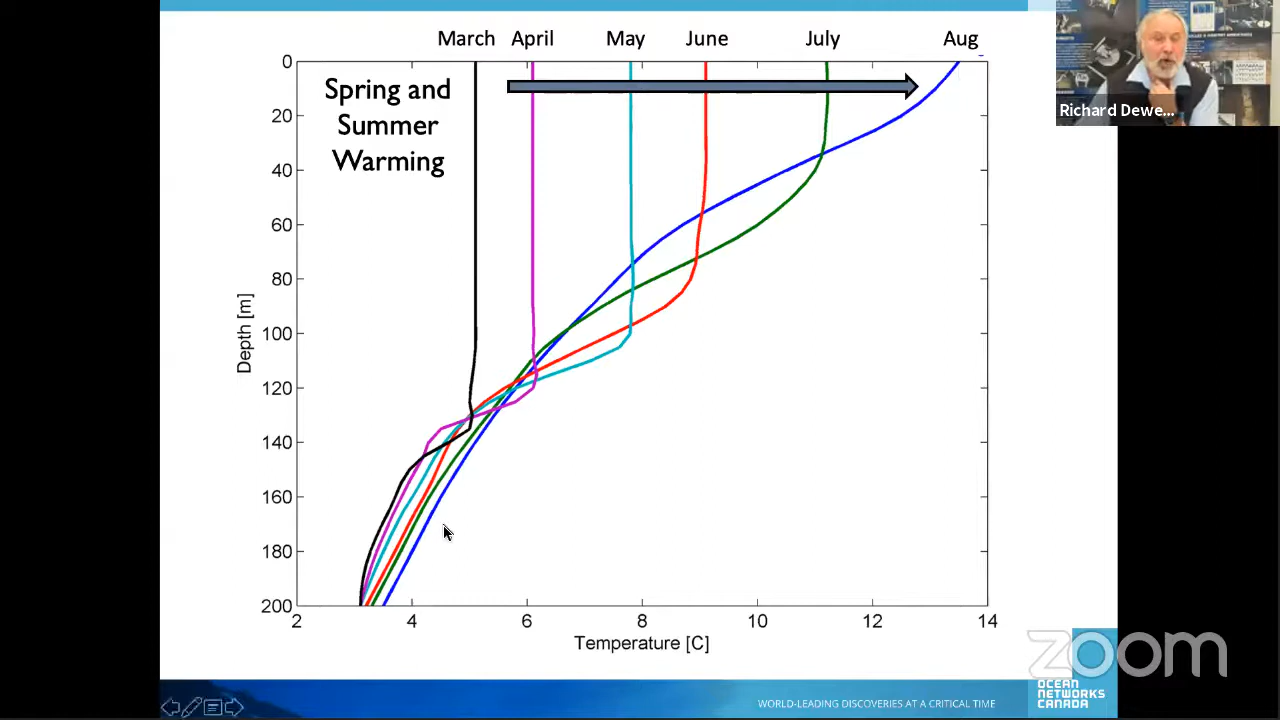 March April May June July Aug
Spring and
Summer
Warming
Richard Dewe...
0
20
40
60
80
100
120
140
160
180
200
Depth [m]
2 4 6 8 10 12 14
Temperature [C]
zoom
WORLD-LEADING DISCOVERIES AT A CRITICAL TIME
OCEAN
NETWORKS
CANADA